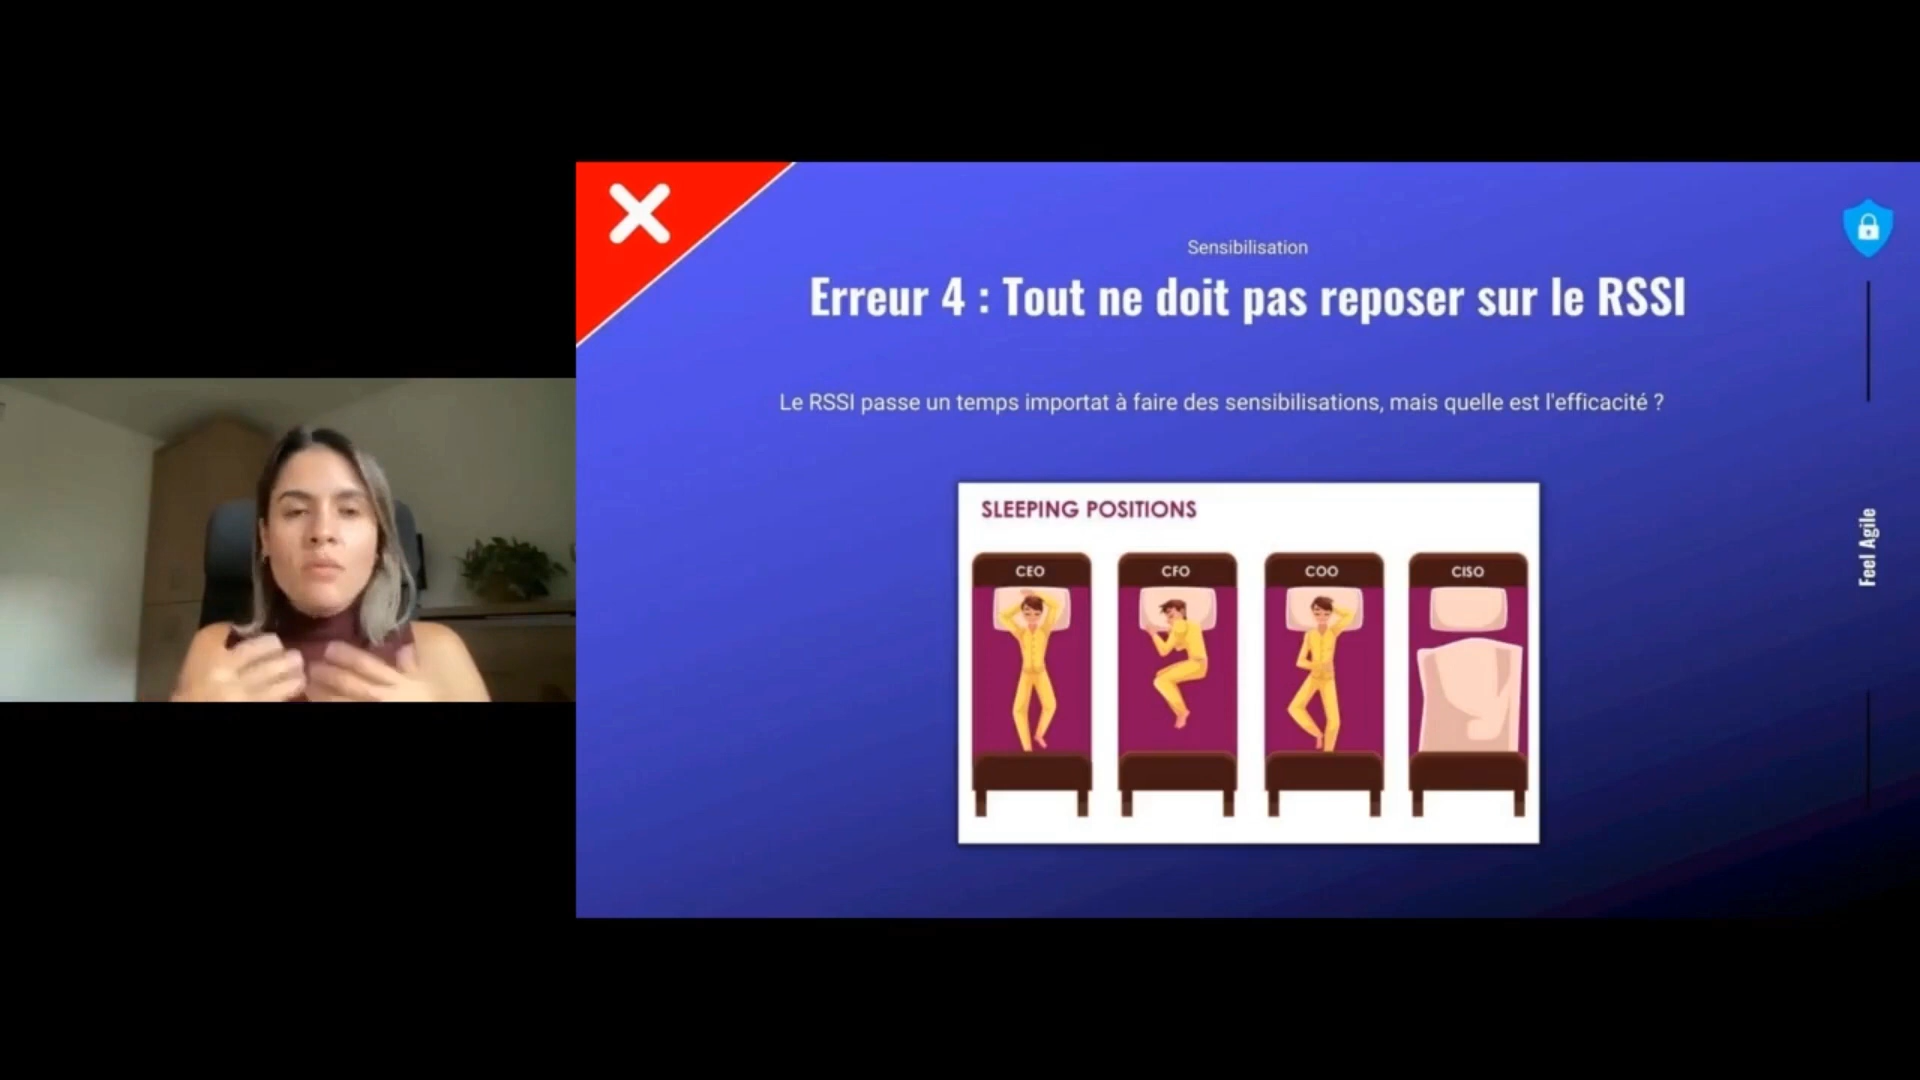 Sensibilisation
Erreur 4 : Tout ne doit pas reposer sur le RSSI
Le RSSI passe un temps importat à faire des sensibilisations, mais quelle est l'efficacité ?
SLEEPING POSITIONS
CEO
CFO
COO
CISO
Feel Agile